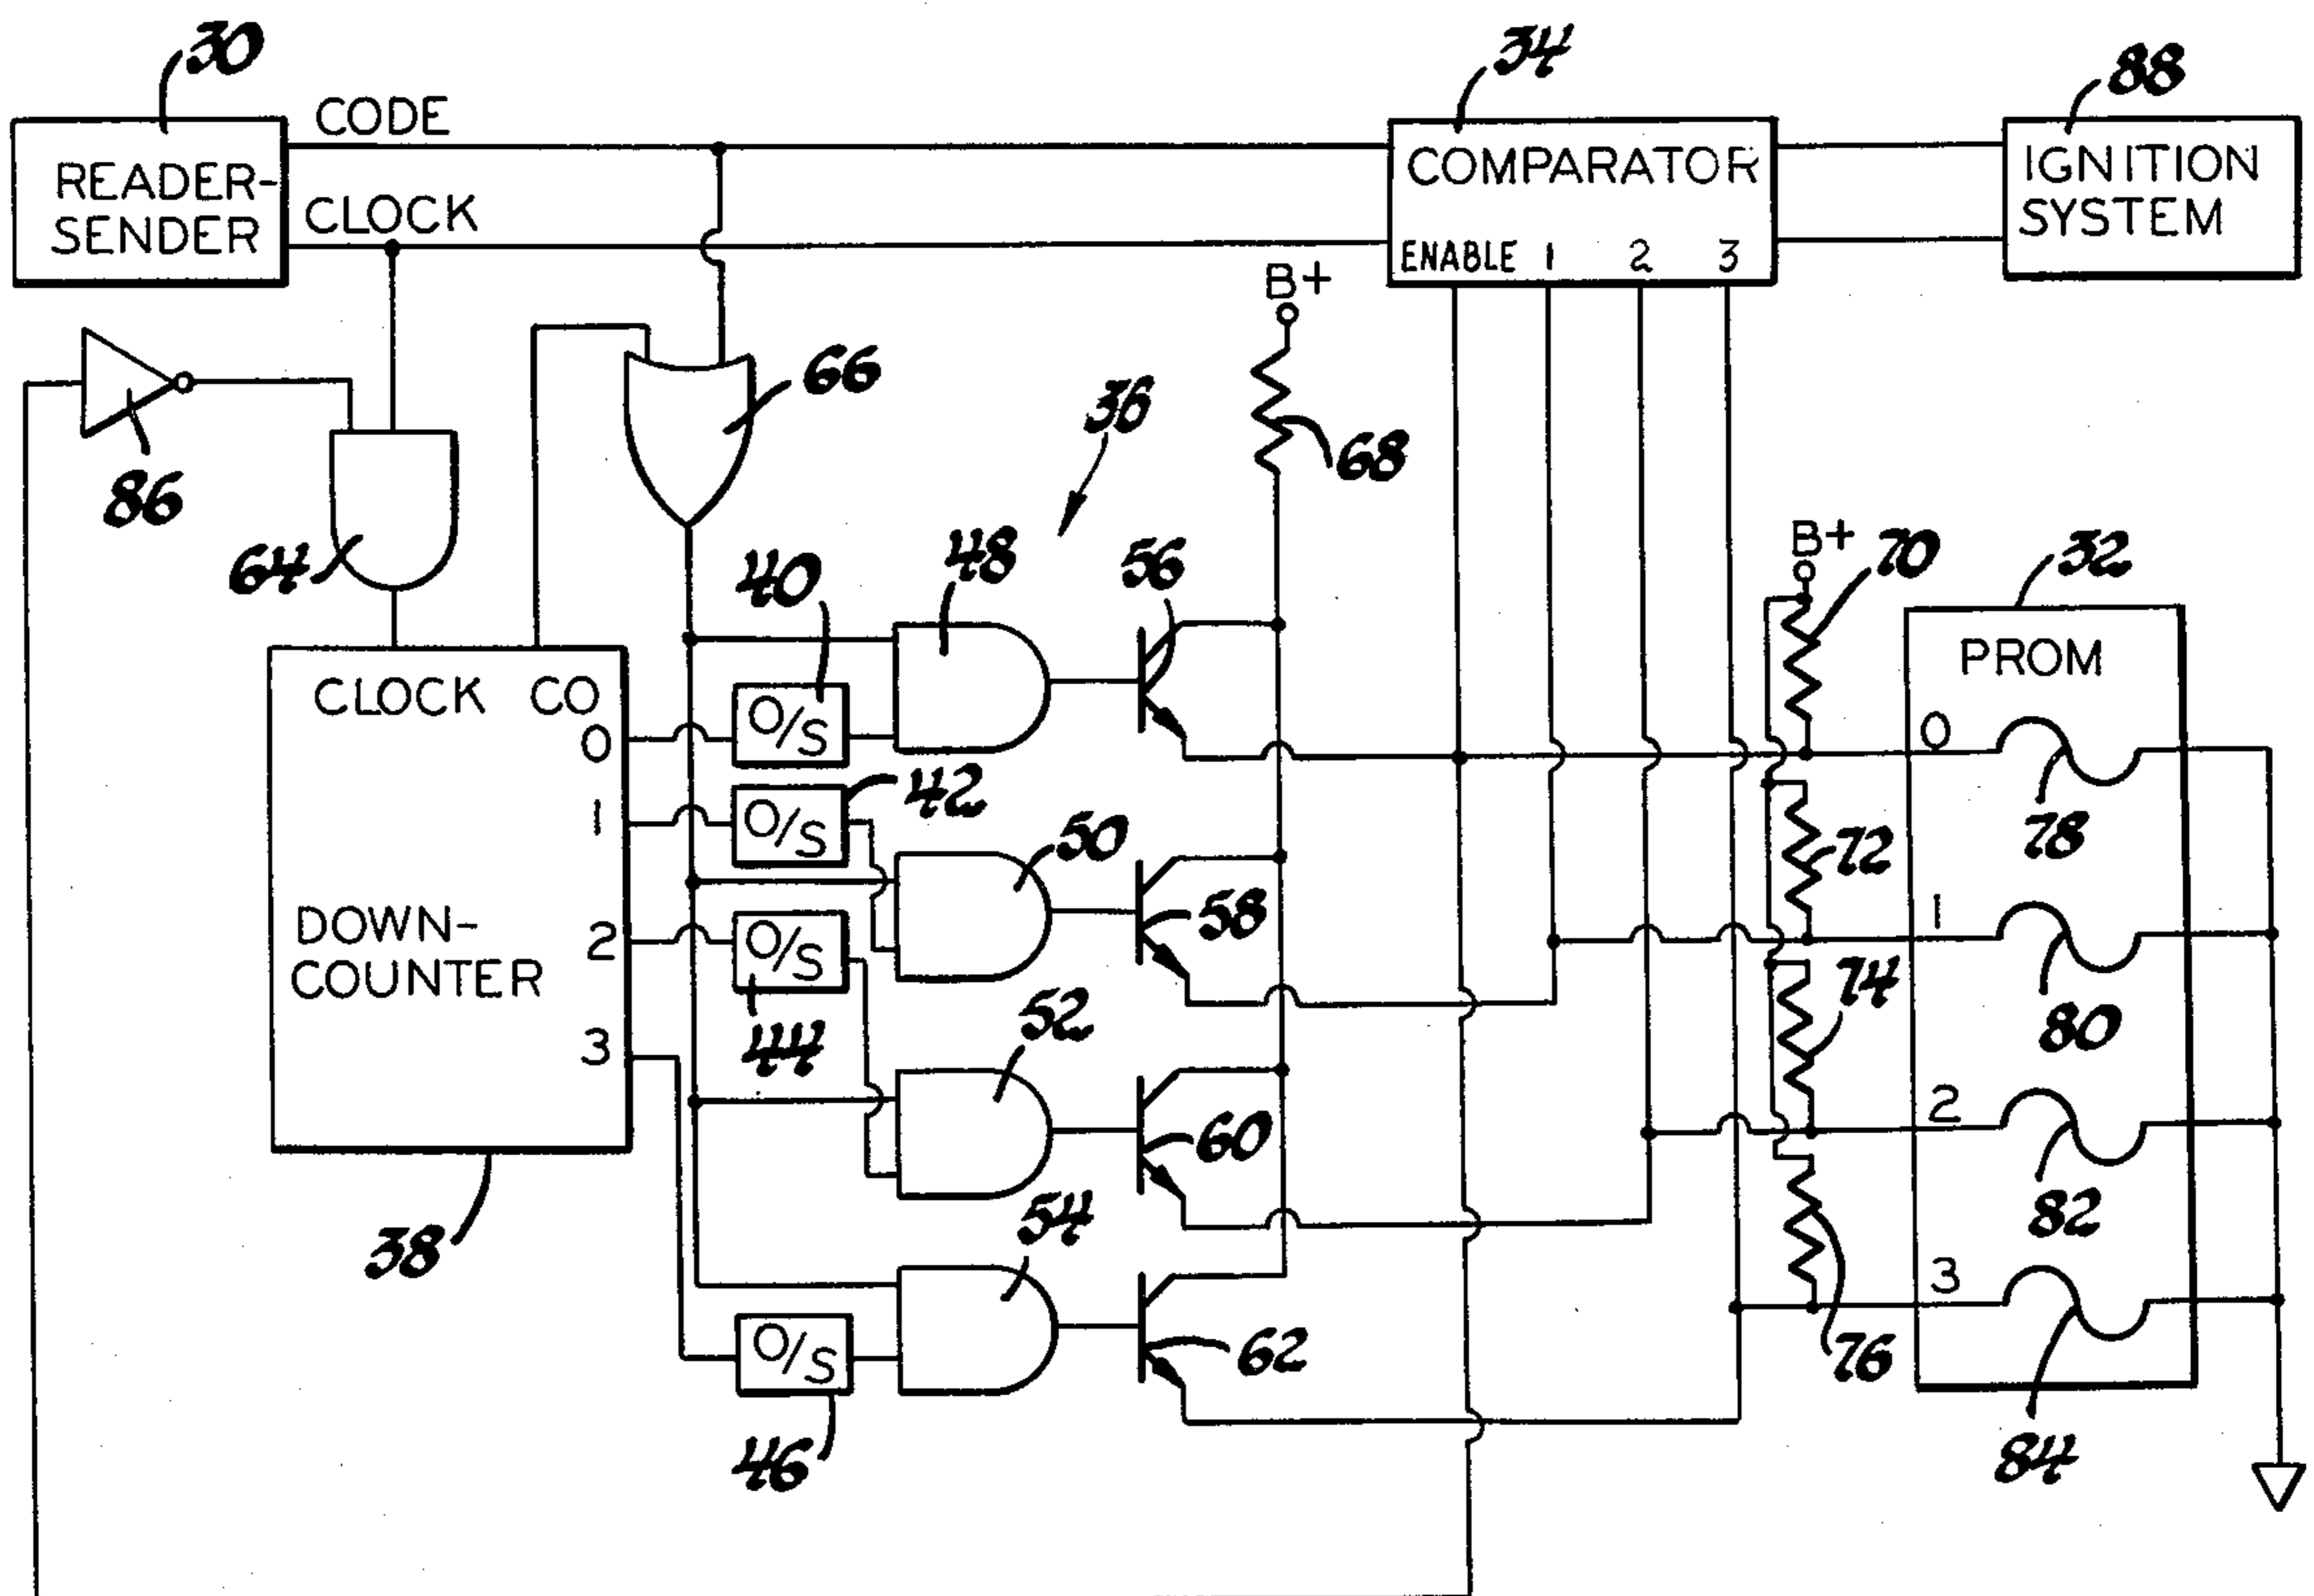 30
34
88
CODE
READER-
SENDER
CLOCK
COMPARATOR
ENABLE 1 2 3
IGNITION
SYSTEM
B+
66
36
68
86
64
B+
70
32
40
48
56
PROM
CLOCK CO
0
O/S
0
1
O/S
42
50
78
72
DOWN-
COUNTER
2
O/S
58
1
74
44
52
80
3
60
2
82
38
54
3
O/S
62
76
46
84